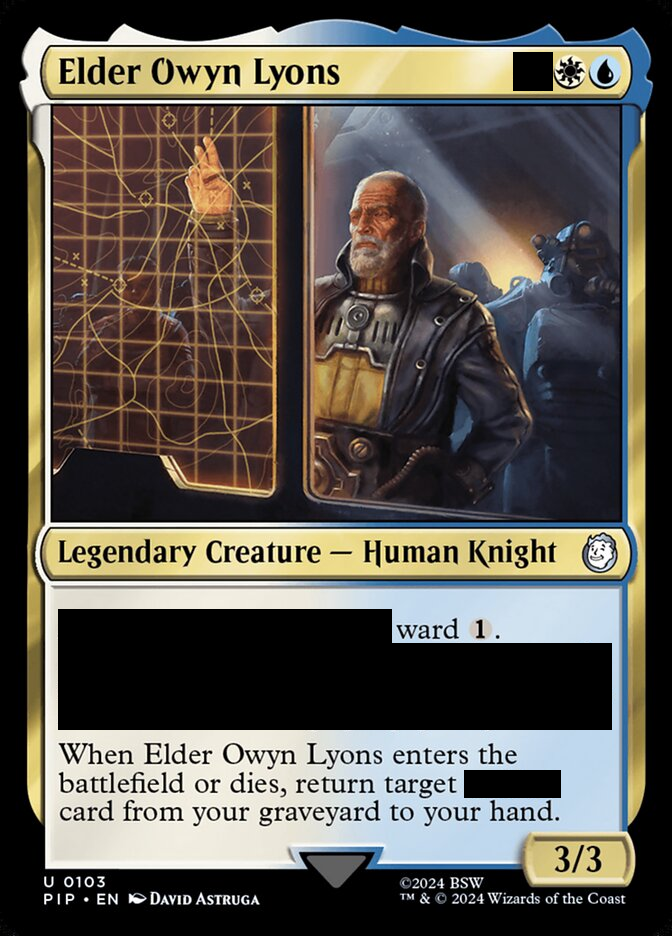 Elder Owyn Lyons
Legendary Creature — Human Knight
ward 1.
When Elder Owyn Lyons enters the
battlefield or dies, return target
card from your graveyard to your hand.
3/3
U 0103
PIP • EN David Astruga
©2024 BSW
™ & © 2024 Wizards of the Coast